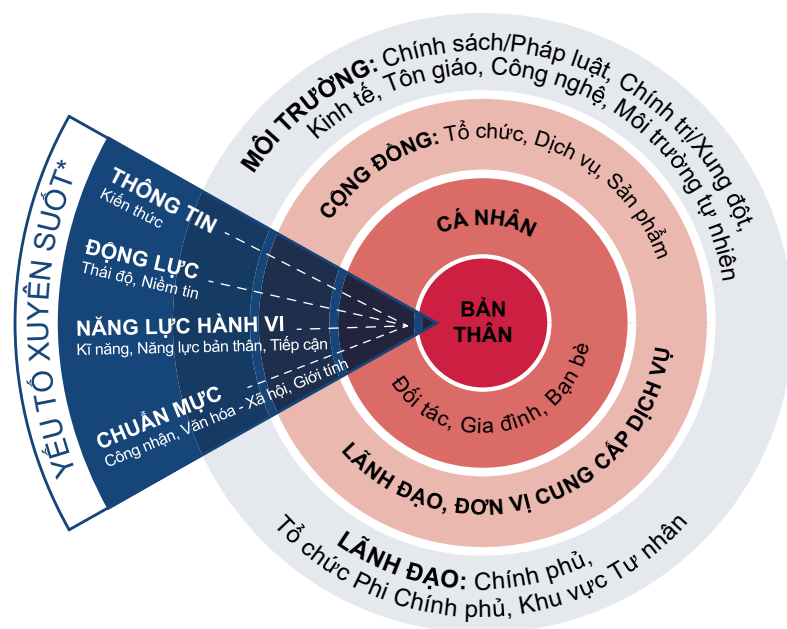 MÔI TRƯỜNG: Chính sách/Pháp luật, Chính trị/Xung đột,
Kinh tế, Tôn giáo, Công nghệ, Môi trường tự nhiên
CỘNG ĐỒNG: Tổ chức, Dịch vụ, Sản phẩm
CÁ NHÂN
BẢN
THÂN
Đối tác, Gia đình, Bạn bè
LÃNH ĐẠO, ĐƠN VỊ CUNG CẤP DỊCH VỤ
LÃNH ĐẠO: Chính phủ,
Tổ chức Phi Chính phủ, Khu vực Tư nhân
YẾU TỐ XUYÊN SUỐT*
THÔNG TIN
Kiến thức
ĐỘNG LỰC
Thái độ, Niềm tin
NĂNG LỰC HÀNH VI
Kĩ năng, Năng lực bản thân, Tiếp cận
CHUẨN MỰC
Công nhận, Văn hóa - Xã hội, Giới tính